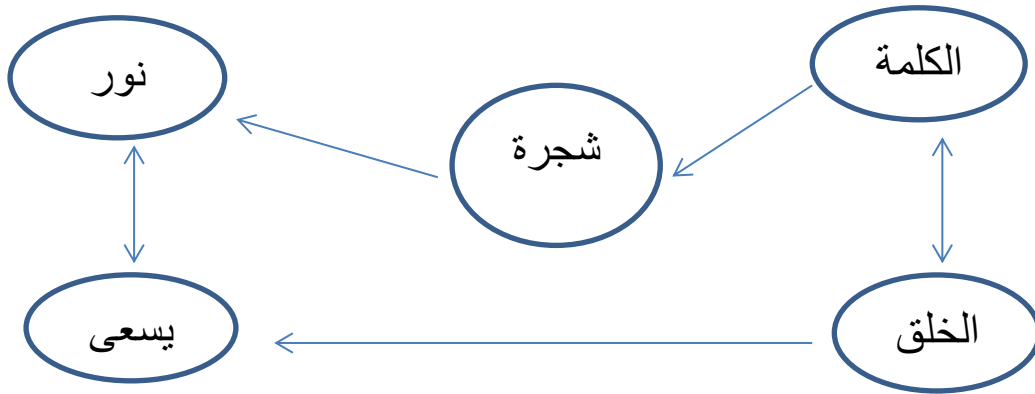 الكلمة
نور
شجرة
الخلق
يسعى